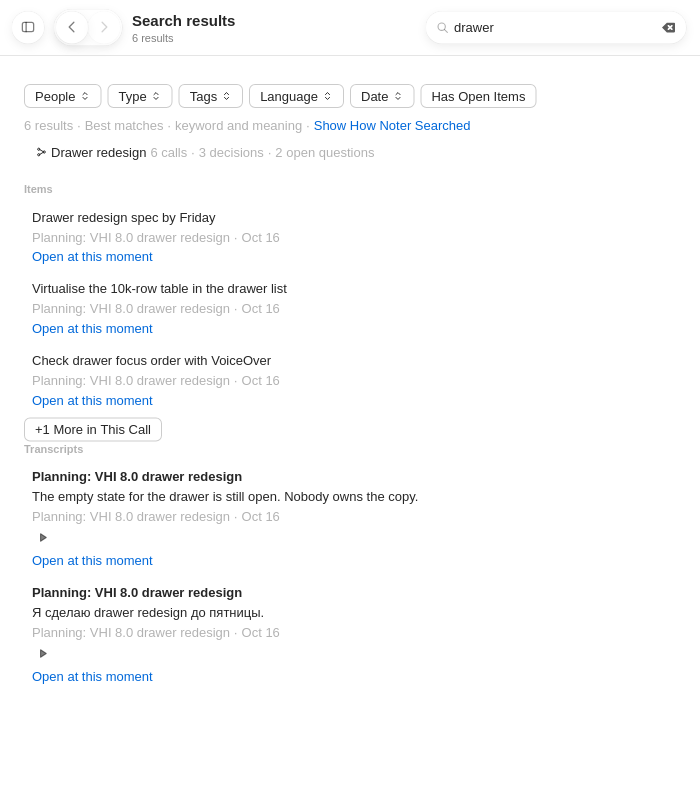 Search results
6 results
drawer
People
Type
Tags
Language
Date
Has Open Items
6 results · Best matches · keyword and meaning · Show How Noter Searched
Drawer redesign 6 calls · 3 decisions · 2 open questions
Items
Drawer redesign spec by Friday
Planning: VHI 8.0 drawer redesign · Oct 16
Open at this moment
Virtualise the 10k-row table in the drawer list
Planning: VHI 8.0 drawer redesign · Oct 16
Open at this moment
Check drawer focus order with VoiceOver
Planning: VHI 8.0 drawer redesign · Oct 16
Open at this moment
+1 More in This Call
Transcripts
Planning: VHI 8.0 drawer redesign
The empty state for the drawer is still open. Nobody owns the copy.
Planning: VHI 8.0 drawer redesign · Oct 16
Open at this moment
Planning: VHI 8.0 drawer redesign
Я сделаю drawer redesign до пятницы.
Planning: VHI 8.0 drawer redesign · Oct 16
Open at this moment